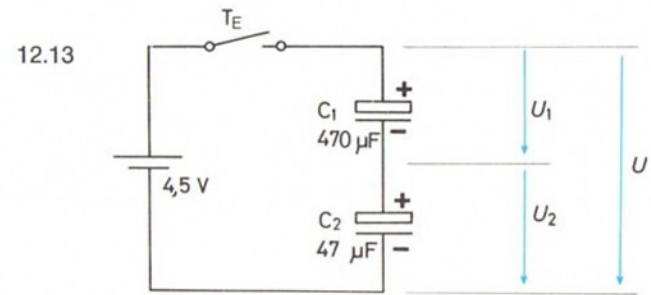 12.13
T_E
+
C₁
470 µF
−
U₁
4,5 V
U
+
C₂
47 µF
−
U₂